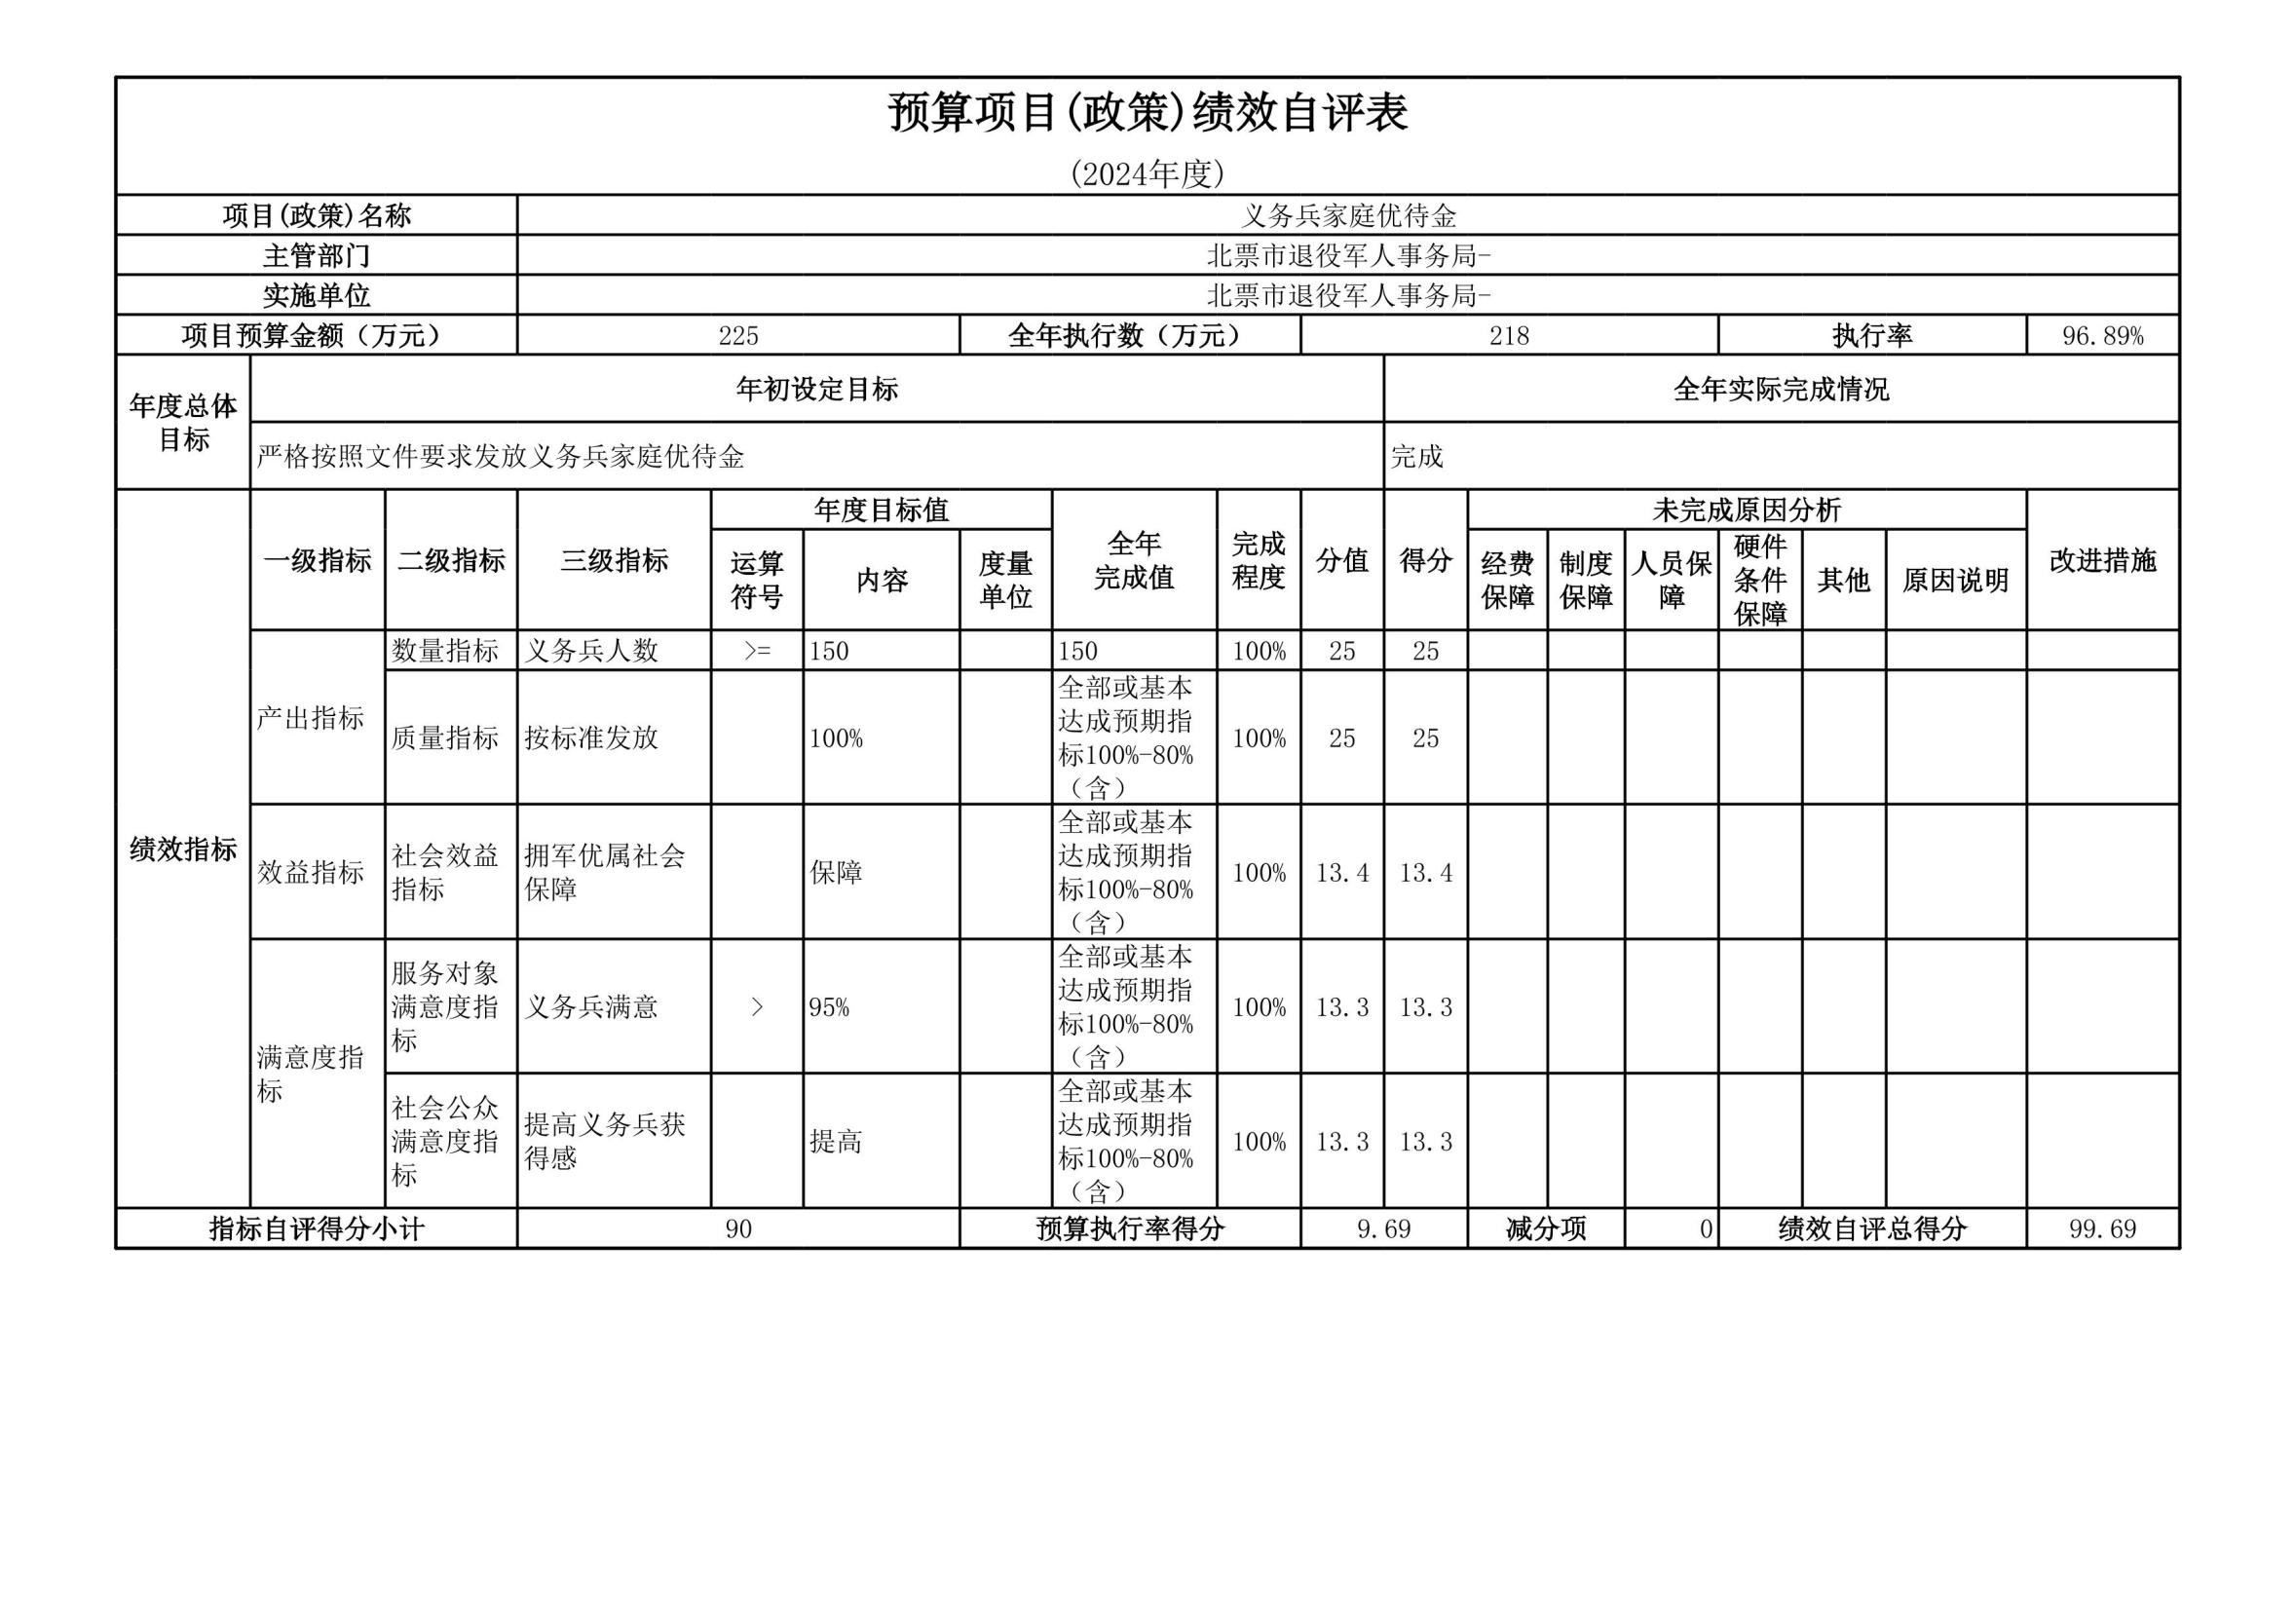 预算项目(政策)绩效自评表
(2024年度)
项目(政策)名称 义务兵家庭优待金
主管部门 北票市退役军人事务局-
实施单位 北票市退役军人事务局-
项目预算金额（万元） 225 全年执行数（万元） 218 执行率 96.89%
年度总体
目标
年初设定目标 全年实际完成情况
严格按照文件要求发放义务兵家庭优待金 完成
绩效指标
一级指标 二级指标 三级指标
年度目标值
运算
符号
内容
度量
单位
全年
完成值
完成
程度
分值 得分
未完成原因分析
经费
保障
制度
保障
人员保
障
硬件
条件
保障
其他 原因说明
改进措施
产出指标
数量指标 义务兵人数 >= 150 150 100% 25 25
质量指标 按标准发放 100%
全部或基本
达成预期指
标100%-80%
（含）
100% 25 25
效益指标
社会效益
指标
拥军优属社会
保障
保障
全部或基本
达成预期指
标100%-80%
（含）
100% 13.4 13.4
满意度指
标
服务对象
满意度指
标
义务兵满意 > 95%
全部或基本
达成预期指
标100%-80%
（含）
100% 13.3 13.3
社会公众
满意度指
标
提高义务兵获
得感
提高
全部或基本
达成预期指
标100%-80%
（含）
100% 13.3 13.3
指标自评得分小计 90 预算执行率得分 9.69 减分项 0 绩效自评总得分 99.69